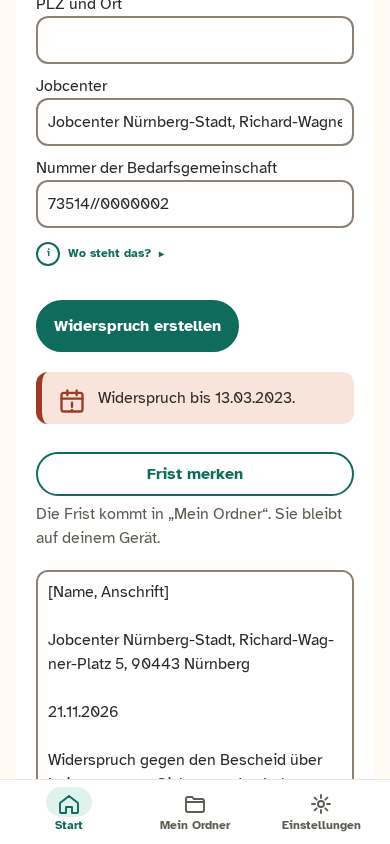 PLZ und Ort
Jobcenter
Jobcenter Nürnberg-Stadt, Richard-Wagne
Nummer der Bedarfsgemeinschaft
73514//0000002
i Wo steht das? ▸
Widerspruch erstellen
Widerspruch bis 13.03.2023.
Frist merken
Die Frist kommt in „Mein Ordner“. Sie bleibt
auf deinem Gerät.
[Name, Anschrift]
Jobcenter Nürnberg-Stadt, Richard-Wag-
ner-Platz 5, 90443 Nürnberg
21.11.2026
Widerspruch gegen den Bescheid über
Start
Mein Ordner
Einstellungen